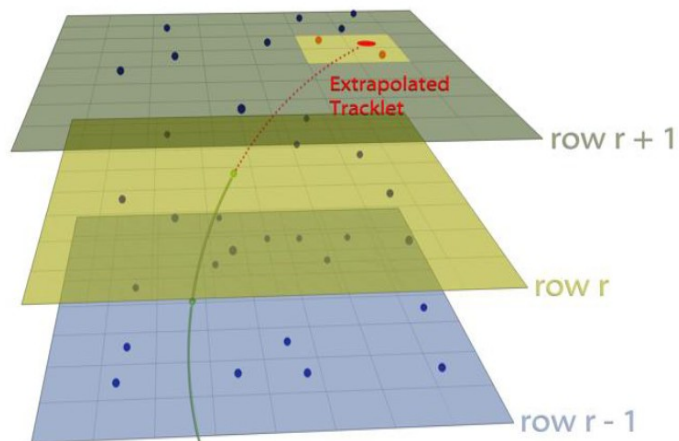 Extrapolated
Tracklet
row r + 1
row r
row r - 1